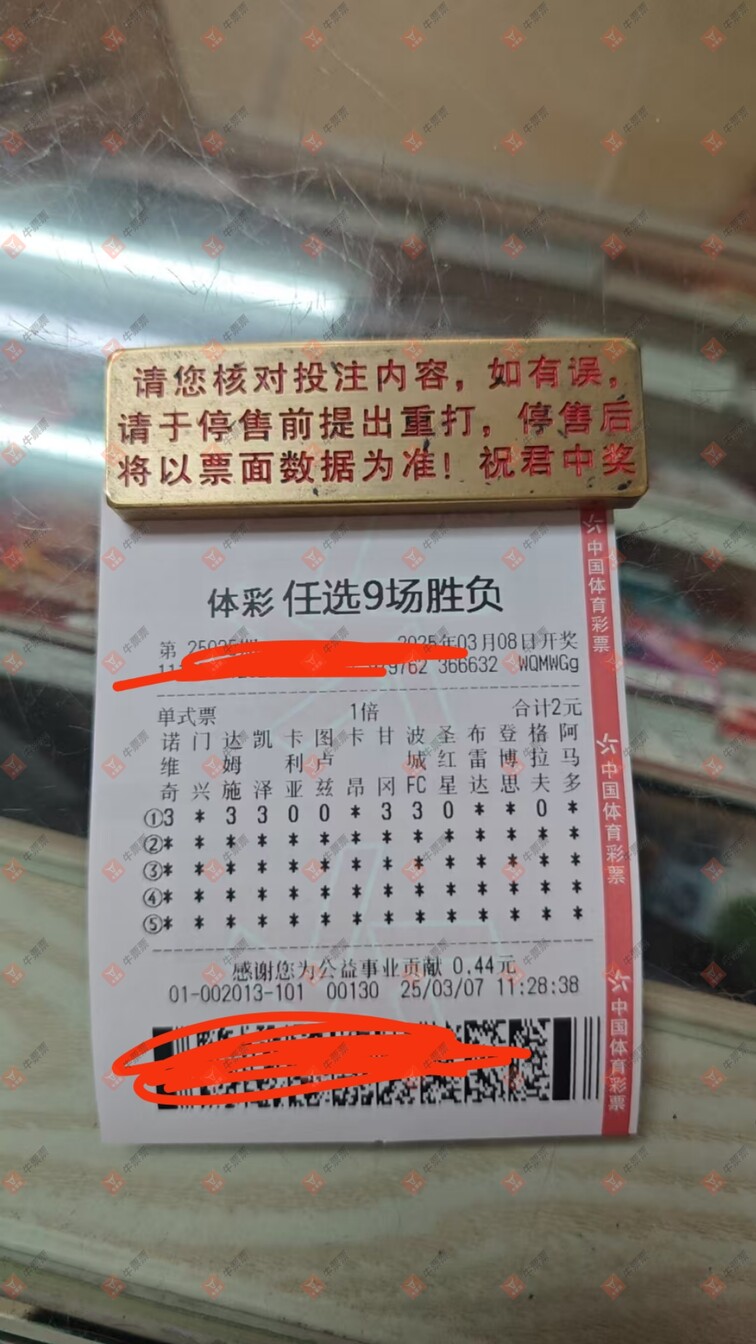 请您核对投注内容，如有误，
请于停售前提出重打，停售后
将以票面数据为准！祝君中奖
体彩 任选9场胜负
第 25025 2025年03月08日开奖
9762 366632 WQMWGg
单式票 1倍 合计2元
诺 门 达 凯 卡 图 卡 甘 波 圣 布 登 格 阿
维 姆 利 卢 城 红 雷 博 拉 马
奇 兴 施 泽 亚 兹 昂 冈 FC 星 达 思 夫 多
①3 * 3 3 0 0 * 3 3 0 * * 0 *
②* * * * * * * * * * * * * *
③* * * * * * * * * * * * * *
④* * * * * * * * * * * * * *
⑤* * * * * * * * * * * * * *
感谢您为公益事业贡献 0.44元
01-002013-101 00130 25/03/07 11:28:38
中国体育彩票
中国体育彩票
中国体育彩票
牛票票